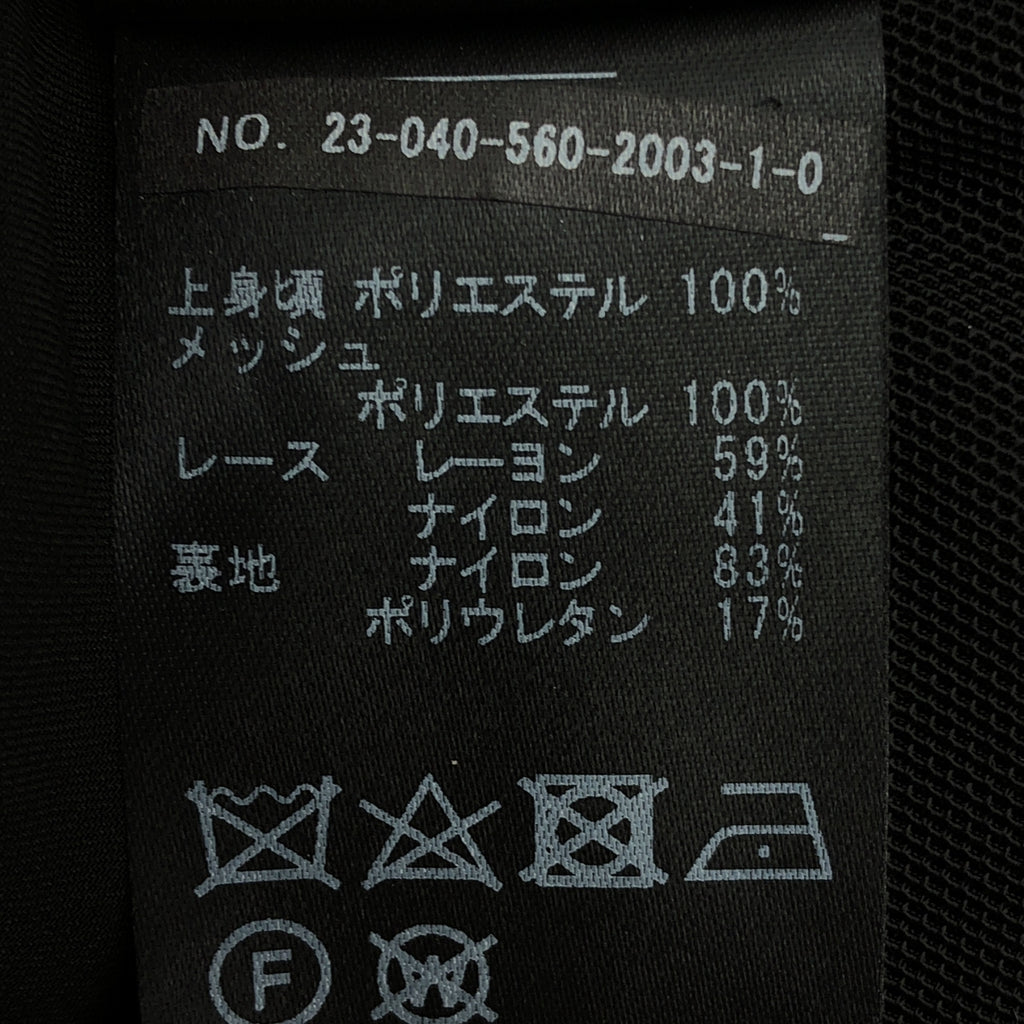 NO. 23-040-560-2003-1-0
上身頃 ポリエステル 100%
メッシュ
ポリエステル 100%
レース レーヨン 59%
ナイロン 41%
裏地 ナイロン 83%
ポリウレタン 17%
F
W